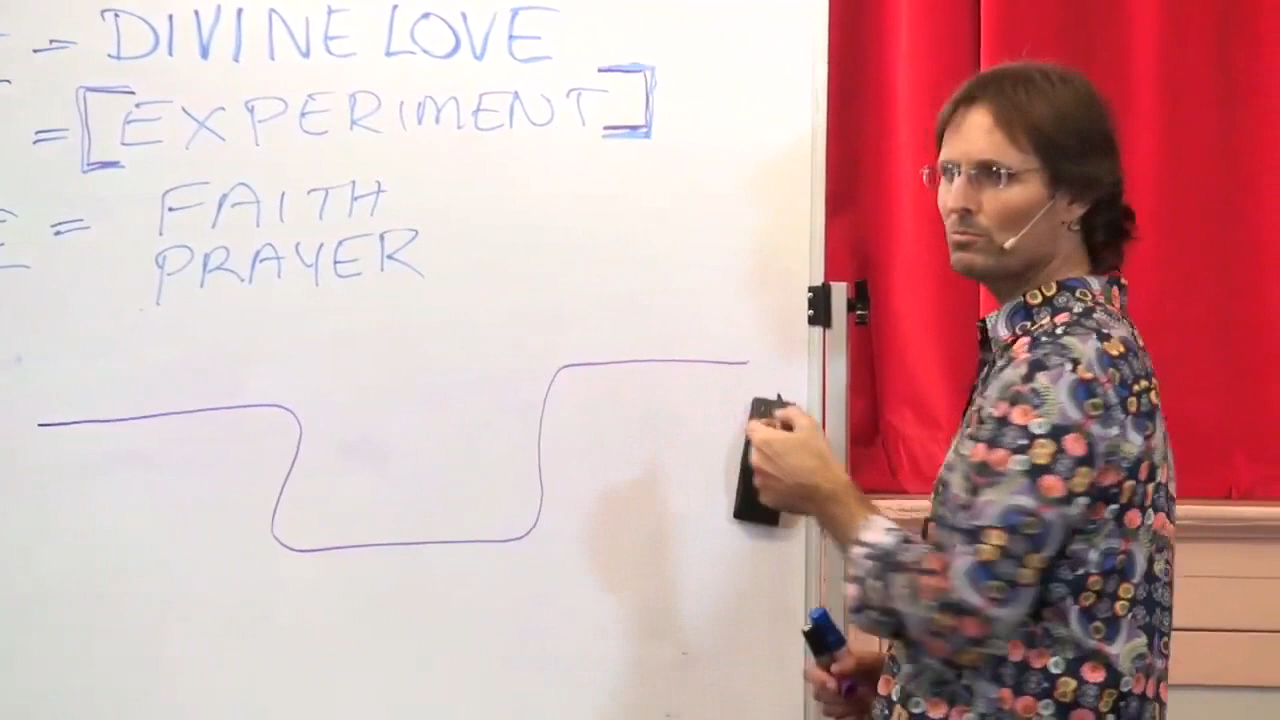 = DIVINE LOVE
= [EXPERIMENT]
E = FAITH
PRAYER